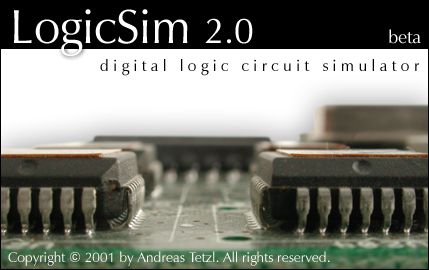 LogicSim 2.0
beta
digital logic circuit simulator
Copyright © 2001 by Andreas Tetzl. All rights reserved.